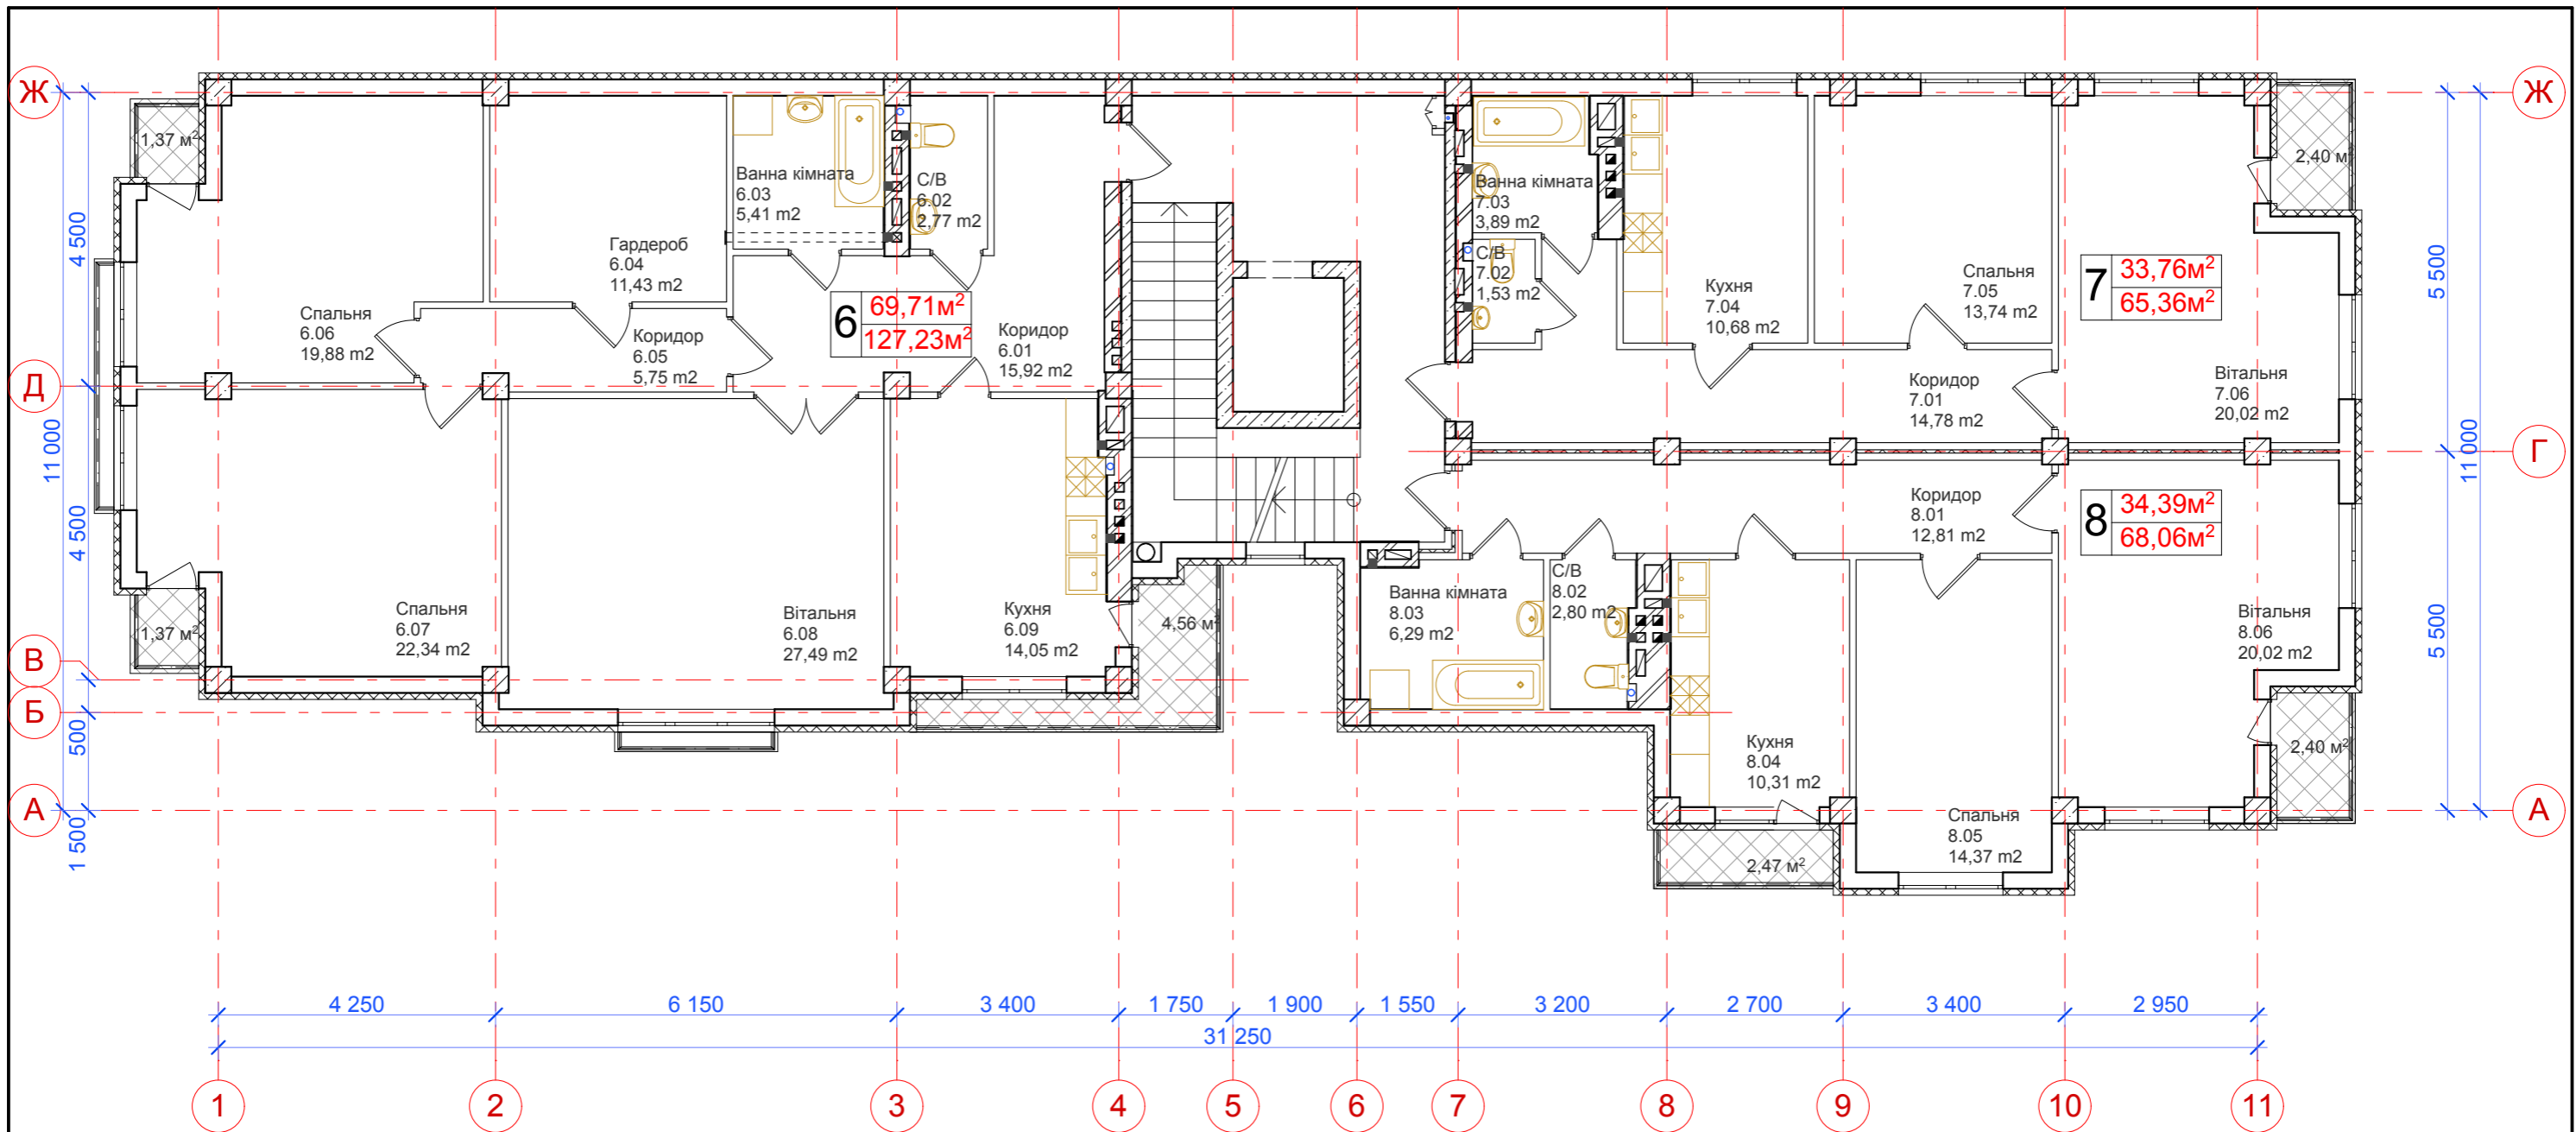 Ж
Ж
1,37 м²
2,40 м²
Ванна кімната
6.03
5,41 m2
С/В
6.02
2,77 m2
Ванна кімната
7.03
3,89 m2
4 500
5 500
Гардероб
6.04
11,43 m2
С/В
7.02
1,53 m2
Кухня
7.04
10,68 m2
Спальня
7.05
13,74 m2
7
33,76м²
65,36м²
Спальня
6.06
19,88 m2
Коридор
6.05
5,75 m2
6
69,71м²
127,23м²
Коридор
6.01
15,92 m2
Д
Коридор
7.01
14,78 m2
Вітальня
7.06
20,02 m2
11 000
11 000
Г
4 500
Коридор
8.01
12,81 m2
8
34,39м²
68,06м²
1,37 м²
Спальня
6.07
22,34 m2
Вітальня
6.08
27,49 m2
Кухня
6.09
14,05 m2
4,56 м²
Ванна кімната
8.03
6,29 m2
С/В
8.02
2,80 m2
Вітальня
8.06
20,02 m2
5 500
В
Б
500
Кухня
8.04
10,31 m2
2,40 м²
А
А
1 500
Спальня
8.05
14,37 m2
2,47 м²
4 250
6 150
3 400
1 750
1 900
1 550
3 200
2 700
3 400
2 950
31 250
1
2
3
4
5
6
7
8
9
10
11